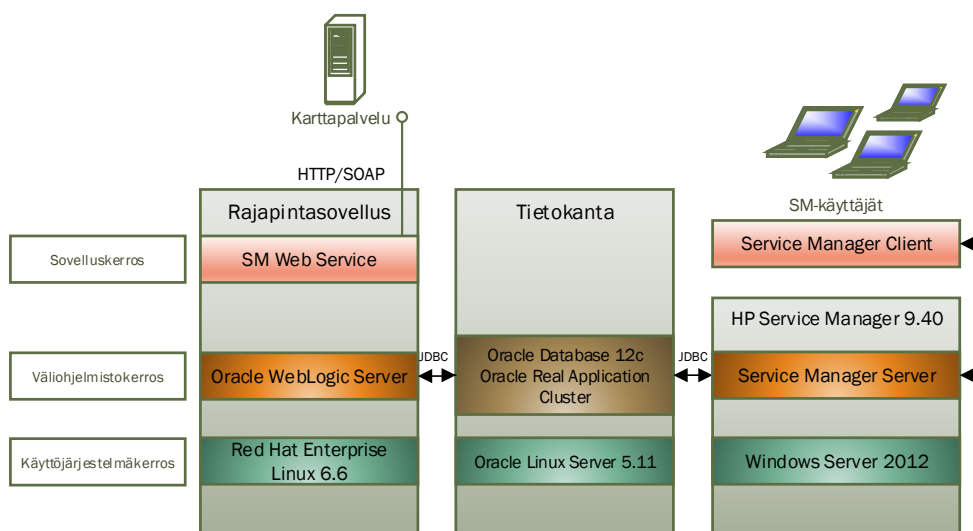 Karttapalvelu
HTTP/SOAP
Rajapintasovellus
Tietokanta
SM-käyttäjät
Sovelluskerros
SM Web Service
Service Manager Client
HP Service Manager 9.40
Väliohjelmistokerros
Oracle WebLogic Server
JDBC
Oracle Database 12c
Oracle Real Application
Cluster
JDBC
Service Manager Server
Käyttöjärjestelmäkerros
Red Hat Enterprise
Linux 6.6
Oracle Linux Server 5.11
Windows Server 2012